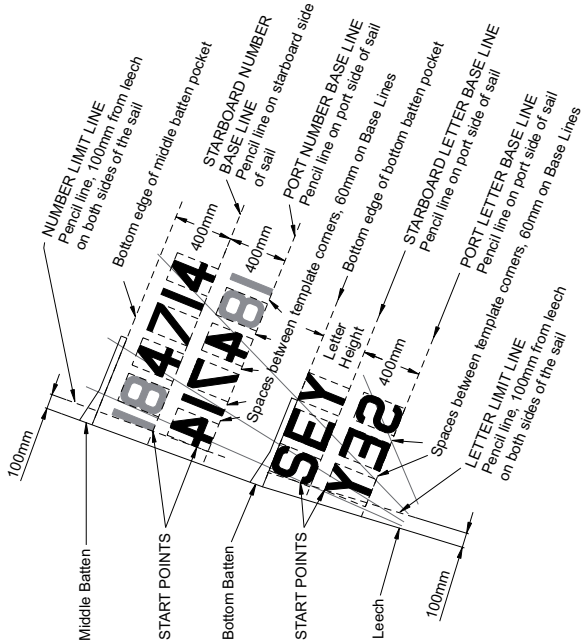 100mm
NUMBER LIMIT LINE
Pencil line, 100mm from leech
on both sides of the sail
Bottom edge of middle batten pocket
STARBOARD NUMBER
BASE LINE
Pencil line on starboard side
of sail
PORT NUMBER BASE LINE
Pencil line on port side of sail
Spaces between template corners, 60mm on Base Lines
Bottom edge of bottom batten pocket
STARBOARD LETTER BASE LINE
Pencil line on port side of sail
PORT LETTER BASE LINE
Pencil line on port side of sail
Spaces between template corners, 60mm on Base Lines
LETTER LIMIT LINE
Pencil line, 100mm from leech
on both sides of the sail
400mm
400mm
Letter
Height
400mm
184714
184714
SEY
SEY
Middle Batten
START POINTS
Bottom Batten
START POINTS
Leech
100mm